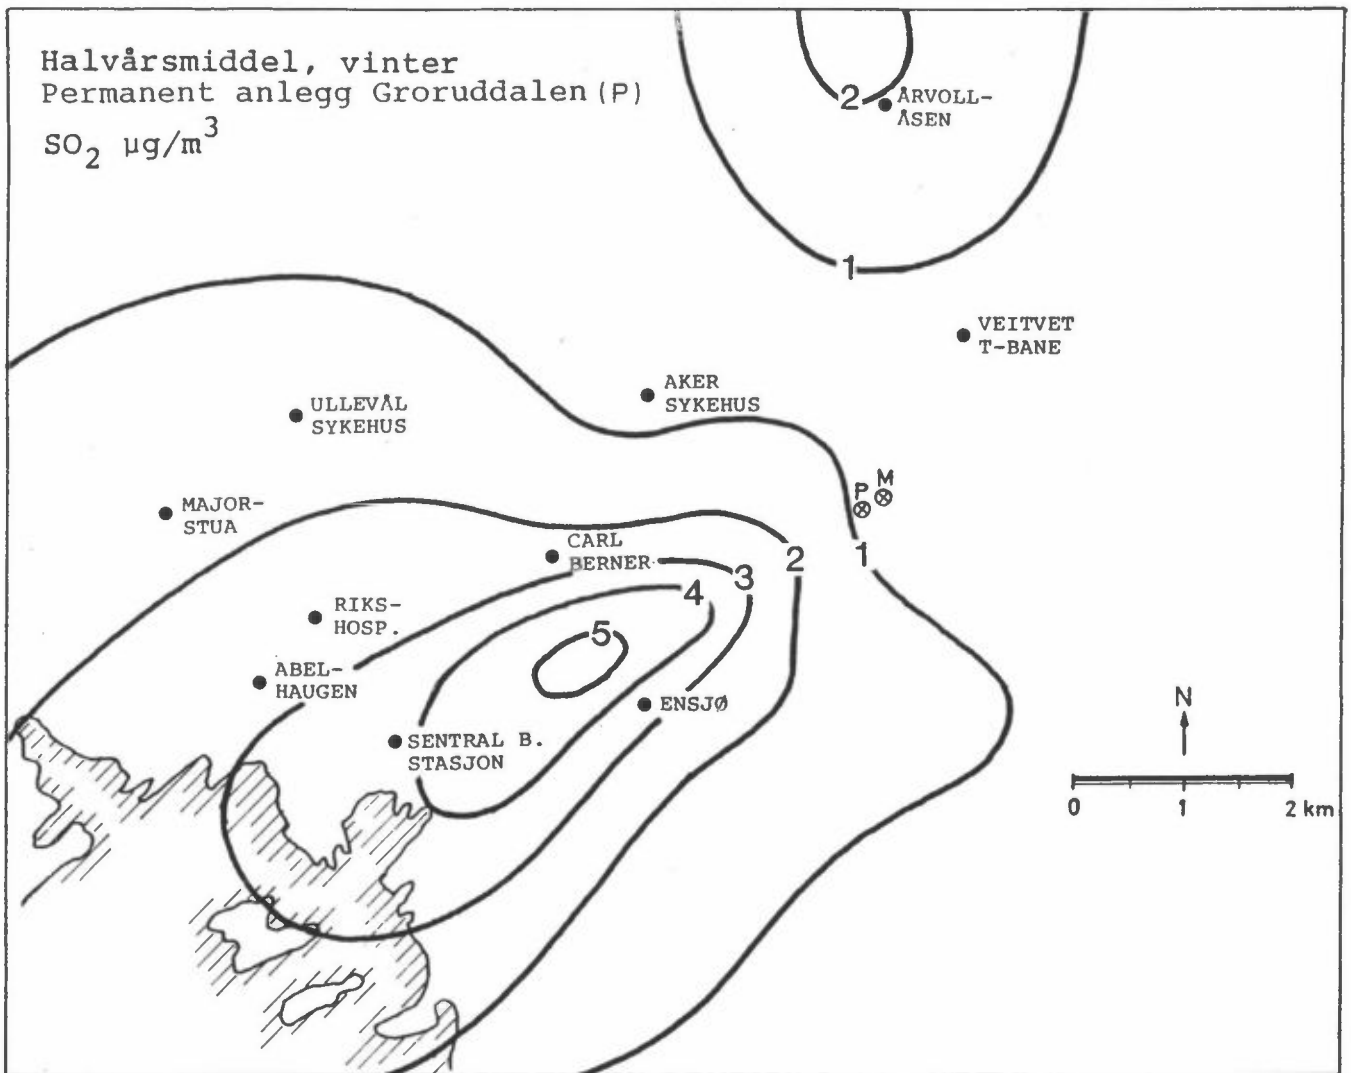 Halvårsmiddel, vinter
Permanent anlegg Groruddalen (P)
SO2 µg/m3
2
ÅRVOLL-
ÅSEN
1
VEITVET
T-BANE
AKER
SYKEHUS
ULLEVÅL
SYKEHUS
P M
MAJOR-
STUA
CARL
BERNER
2
1
3
4
RIKS-
HOSP.
5
ABEL-
HAUGEN
ENSJØ
N
SENTRAL B.
STASJON
0 1 2 km